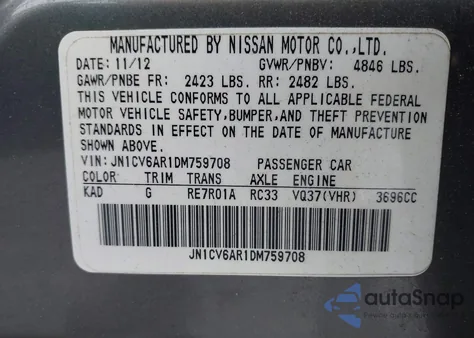 MANUFACTURED BY NISSAN MOTOR CO.,LTD.
DATE: 11/12 GVWR/PNBV: 4846 LBS.
GAWR/PNBE FR: 2423 LBS. RR: 2482 LBS.
THIS VEHICLE CONFORMS TO ALL APPLICABLE FEDERAL
MOTOR VEHICLE SAFETY,BUMPER,AND THEFT PREVENTION
STANDARDS IN EFFECT ON THE DATE OF MANUFACTURE
SHOWN ABOVE.
VIN: JN1CV6AR1DM759708 PASSENGER CAR
COLOR TRIM TRANS AXLE ENGINE
KAD G RE7R01A RC33 VQ37(VHR) 3696CC
JN1CV6AR1DM759708
autoSnap